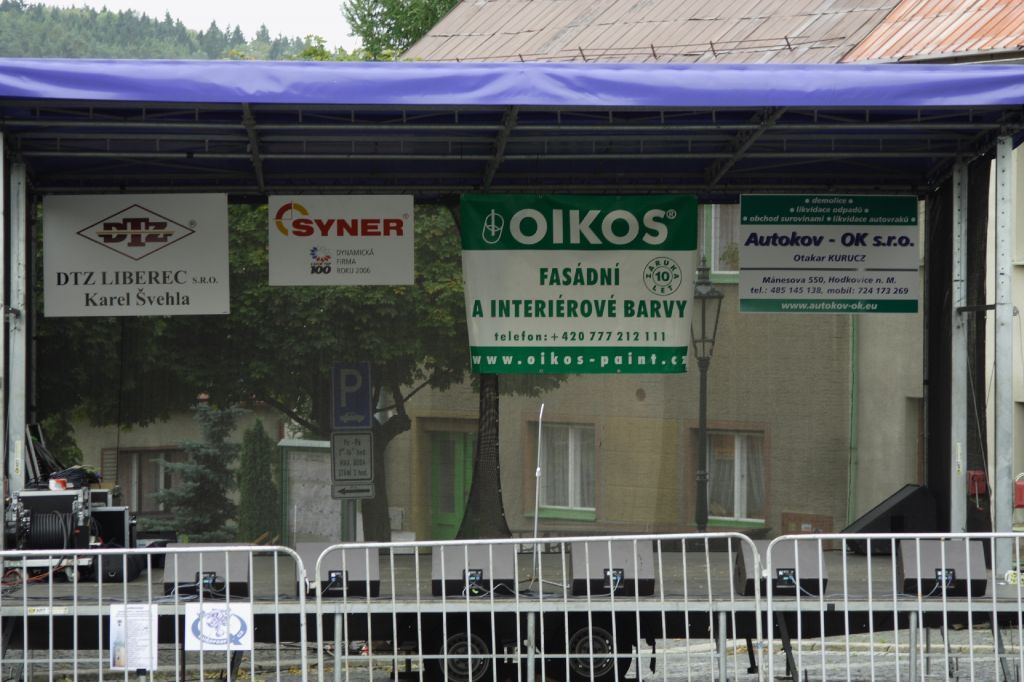 DTZ
DTZ LIBEREC S.R.O.
Karel Švehla
SYNER®
100
DYNAMICKÁ
FIRMA
ROKU 2006
OIKOS®
FASÁDNÍ
A INTERIÉROVÉ BARVY
ZÁRUKA 10 LET
telefon: +420 777 212 111
www.oikos-paint.cz
• demolice •
• likvidace odpadů •
• obchod surovinami • likvidace autovraků •
Autokov - OK s.r.o.
Otakar KURUCZ
Mánesova 550, Hodkovice n. M.
tel.: 485 145 138, mobil: 724 173 269
www.autokov-ok.eu
P